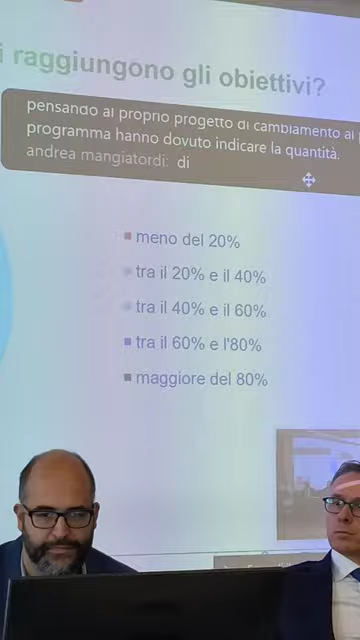 i raggiungono gli obiettivi?
pensando al proprio progetto di cambiamento al
programma hanno dovuto indicare la quantità.
andrea mangiatordi: di
meno del 20%
tra il 20% e il 40%
tra il 40% e il 60%
tra il 60% e l'80%
maggiore del 80%